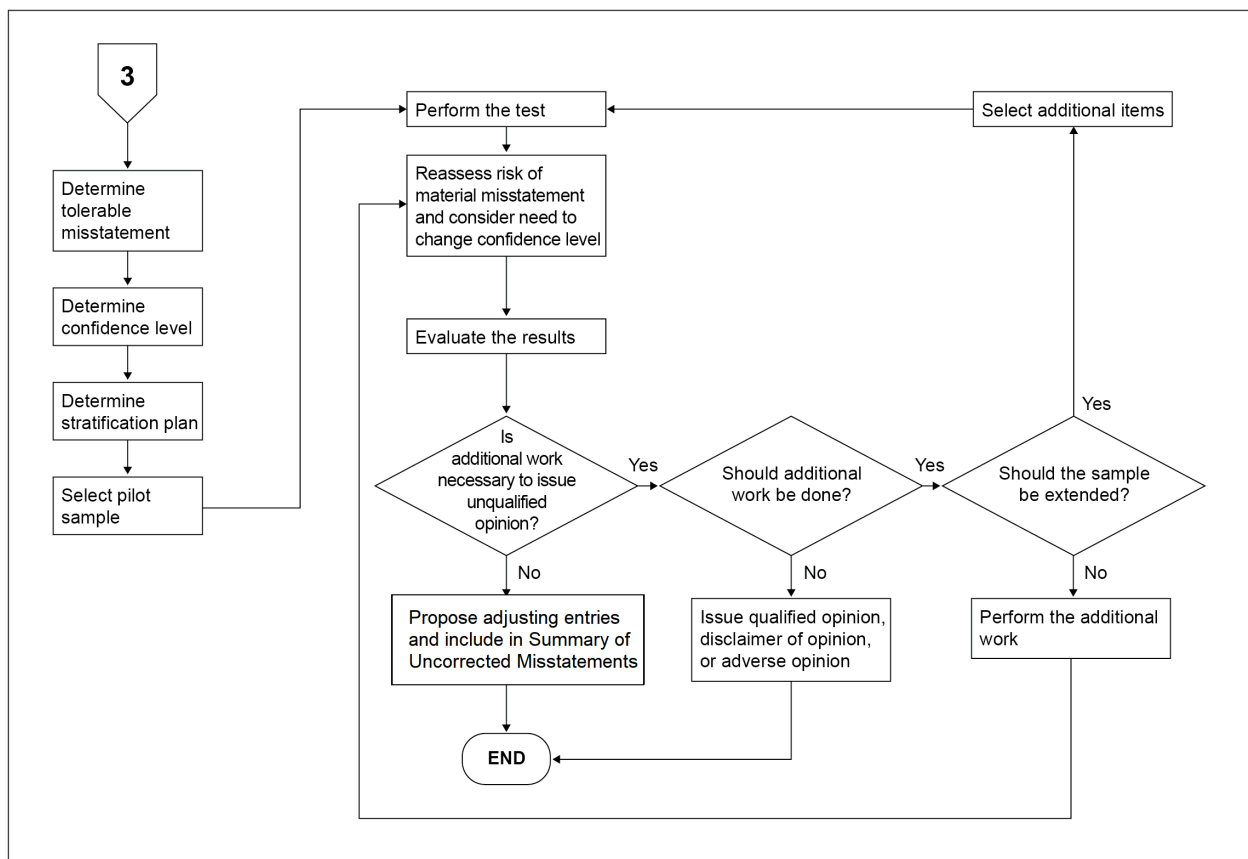 3
Determine
tolerable
misstatement
Determine
confidence level
Determine
stratification plan
Select pilot
sample
Perform the test
Reassess risk of
material misstatement
and consider need to
change confidence level
Evaluate the results
Is
additional work
necessary to issue
unqualified
opinion?
Yes
No
Propose adjusting entries
and include in Summary of
Uncorrected Misstatements
END
Should additional
work be done?
Yes
No
Issue qualified opinion,
disclaimer of opinion,
or adverse opinion
Should the sample
be extended?
Yes
Select additional items
No
Perform the additional
work